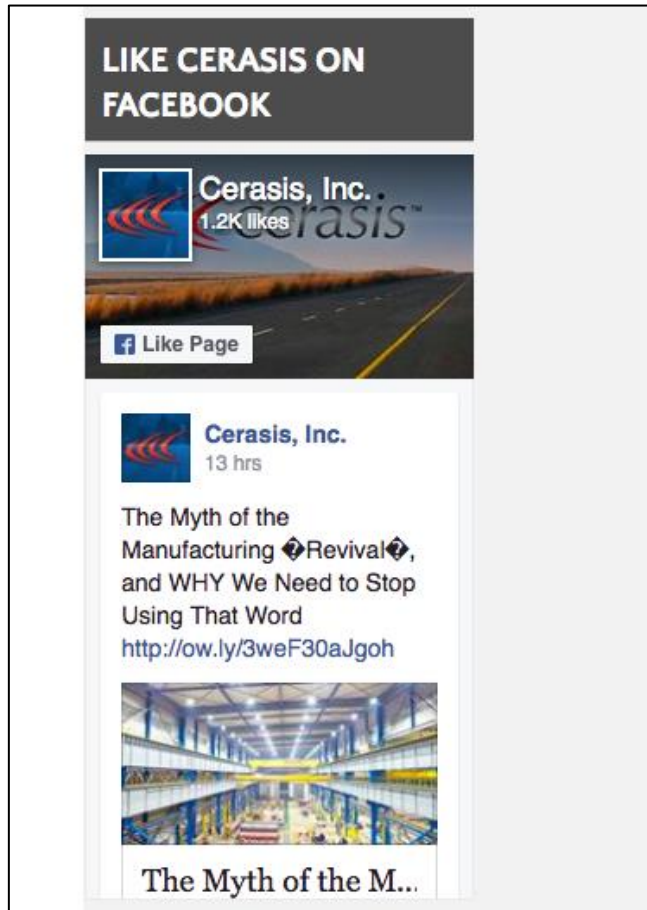 LIKE CERASIS ON
FACEBOOK
Cerasis, Inc.
1.2K likes
cerasis™
Like Page
Cerasis, Inc.
13 hrs
The Myth of the
Manufacturing �Revival�,
and WHY We Need to Stop
Using That Word
http://ow.ly/3weF30aJgoh
The Myth of the M...